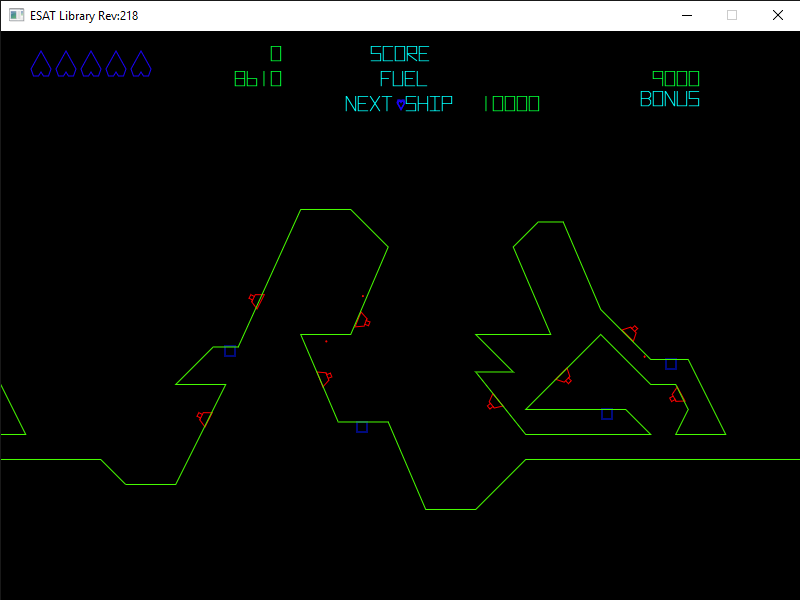 ESAT Library Rev:218
0 SCORE
8610 FUEL 9000
NEXT SHIP 10000 BONUS